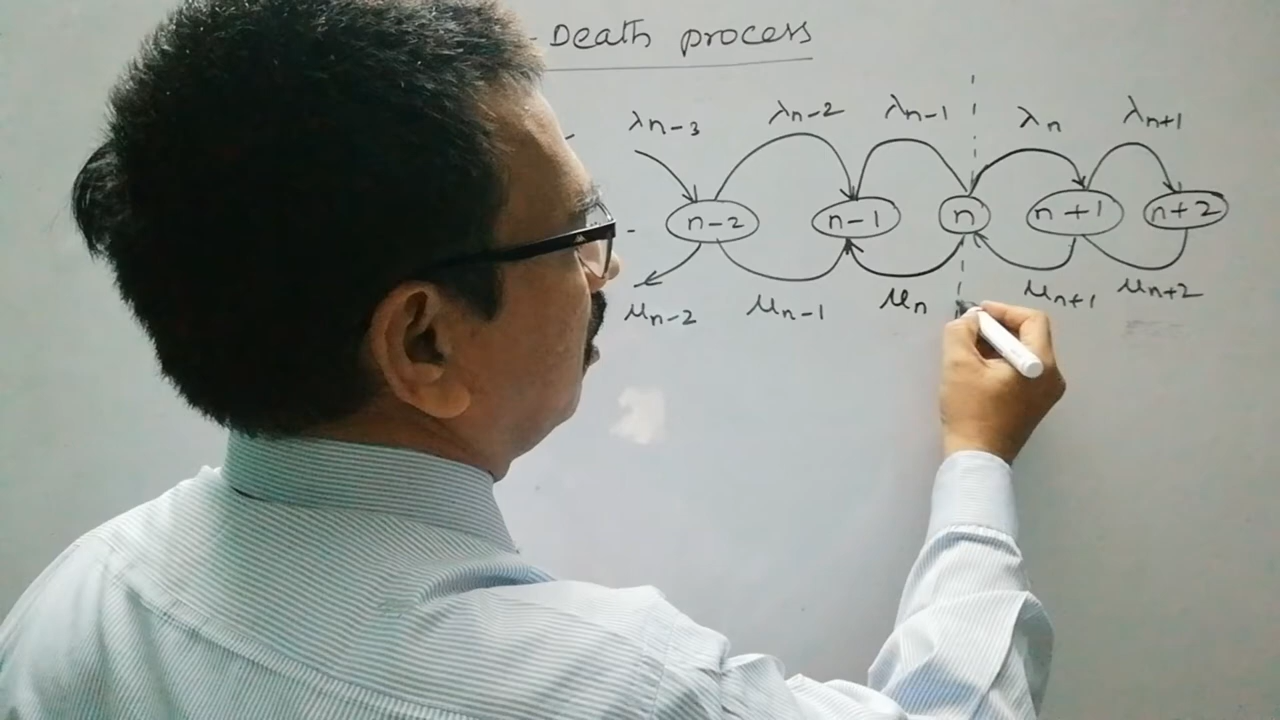 - Death process
λn-3 λn-2 λn-1 λn λn+1
n-2 n-1 n n+1 n+2
μn-2 μn-1 μn μn+1 μn+2